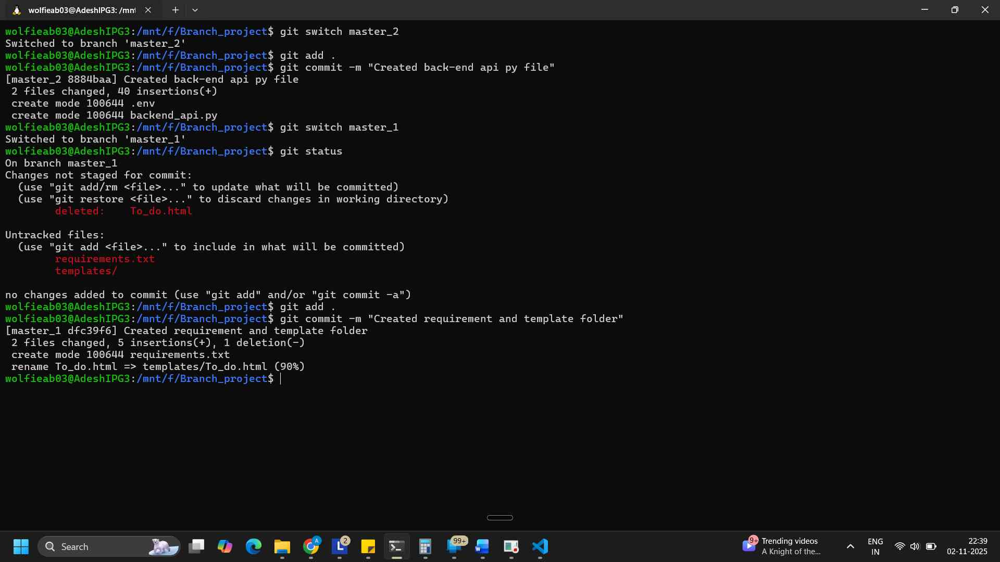 wolfieab03@AdeshIPG3: /mnt
wolfieab03@AdeshIPG3:/mnt/f/Branch_project$ git switch master_2
Switched to branch 'master_2'
wolfieab03@AdeshIPG3:/mnt/f/Branch_project$ git add .
wolfieab03@AdeshIPG3:/mnt/f/Branch_project$ git commit -m "Created back-end api py file"
[master_2 8884baa] Created back-end api py file
 2 files changed, 40 insertions(+)
 create mode 100644 .env
 create mode 100644 backend_api.py
wolfieab03@AdeshIPG3:/mnt/f/Branch_project$ git switch master_1
Switched to branch 'master_1'
wolfieab03@AdeshIPG3:/mnt/f/Branch_project$ git status
On branch master_1
Changes not staged for commit:
  (use "git add/rm <file>..." to update what will be committed)
  (use "git restore <file>..." to discard changes in working directory)
        deleted:    To_do.html
Untracked files:
  (use "git add <file>..." to include in what will be committed)
        requirements.txt
        templates/
no changes added to commit (use "git add" and/or "git commit -a")
wolfieab03@AdeshIPG3:/mnt/f/Branch_project$ git add .
wolfieab03@AdeshIPG3:/mnt/f/Branch_project$ git commit -m "Created requirement and template folder"
[master_1 dfc39f6] Created requirement and template folder
 2 files changed, 5 insertions(+), 1 deletion(-)
 create mode 100644 requirements.txt
 rename To_do.html => templates/To_do.html (90%)
wolfieab03@AdeshIPG3:/mnt/f/Branch_project$
Search
A
L
2
99+
W
9+
Trending videos
A Knight of the...
ENG
IN
22:39
02-11-2025